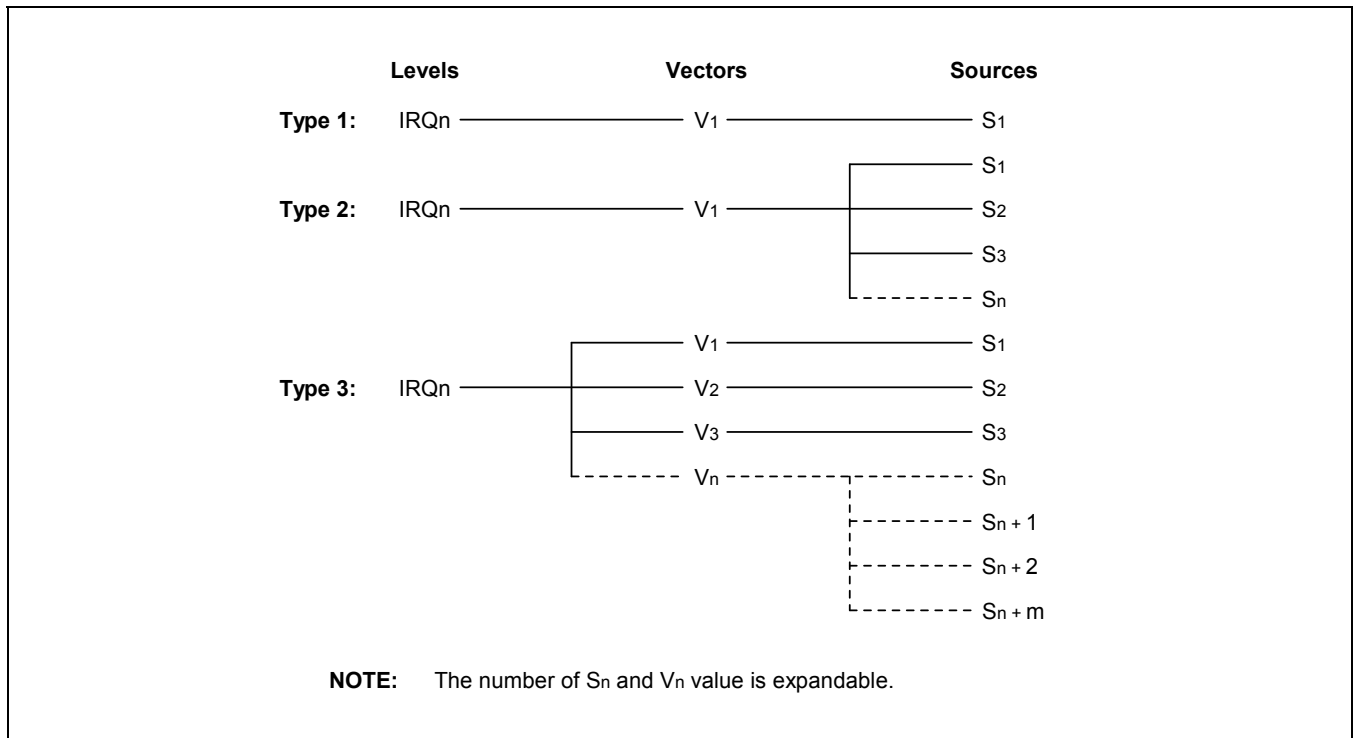 Levels Vectors Sources
Type 1: IRQn V1 S1
S1
Type 2: IRQn V1 S2
S3
Sn
V1 S1
Type 3: IRQn V2 S2
V3 S3
Vn Sn
Sn + 1
Sn + 2
Sn + m
NOTE: The number of Sn and Vn value is expandable.